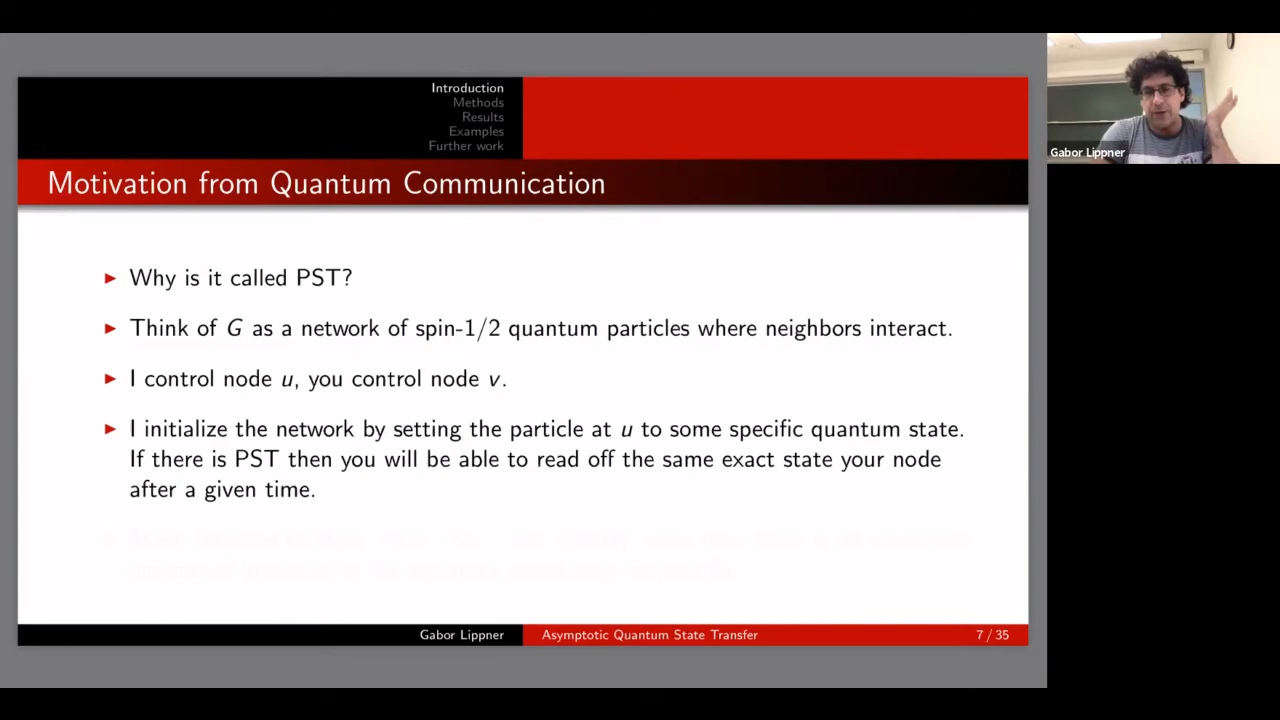 Introduction
Methods
Results
Examples
Further work
Motivation from Quantum Communication
Why is it called PST?
Think of G as a network of spin-1/2 quantum particles where neighbors interact.
I control node u, you control node v.
I initialize the network by setting the particle at u to some specific quantum state.
If there is PST then you will be able to read off the same exact state your node
after a given time.
Gabor Lippner
Asymptotic Quantum State Transfer
7 / 35
Gabor Lippner